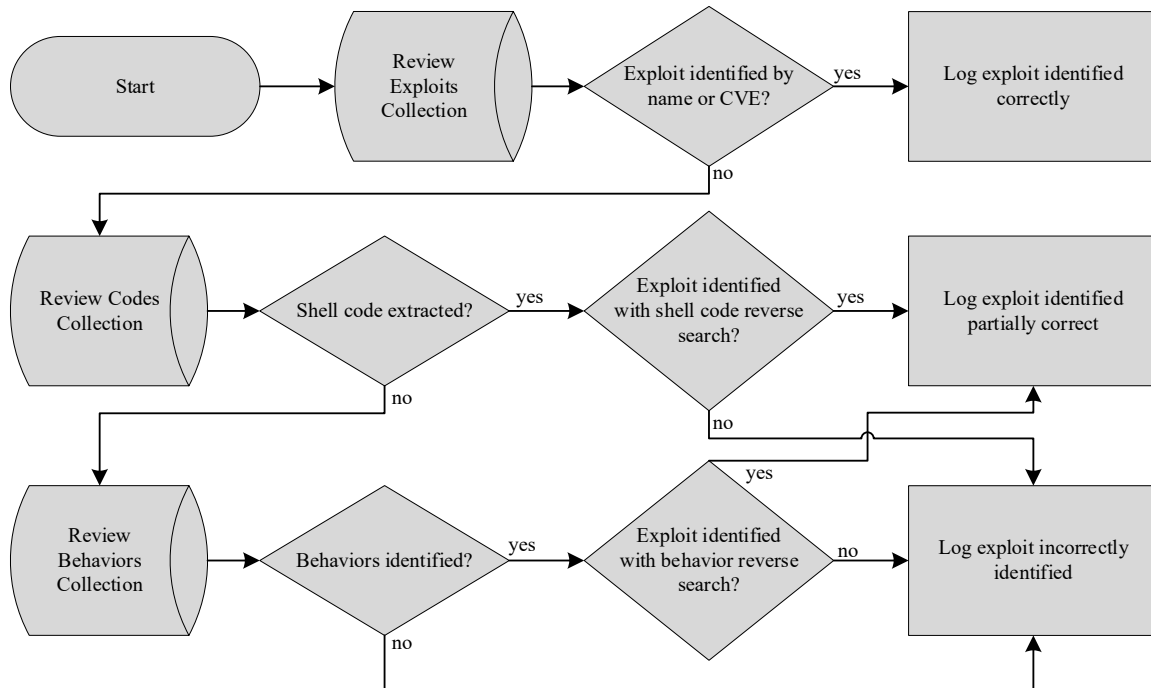 Start
Review
Exploits
Collection
Exploit identified by
name or CVE?
yes
Log exploit identified
correctly
no
Review Codes
Collection
Shell code extracted?
yes
Exploit identified
with shell code reverse
search?
yes
Log exploit identified
partially correct
no
no
Review
Behaviors
Collection
Behaviors identified?
yes
Exploit identified
with behavior reverse
search?
yes
no
Log exploit incorrectly
identified
no